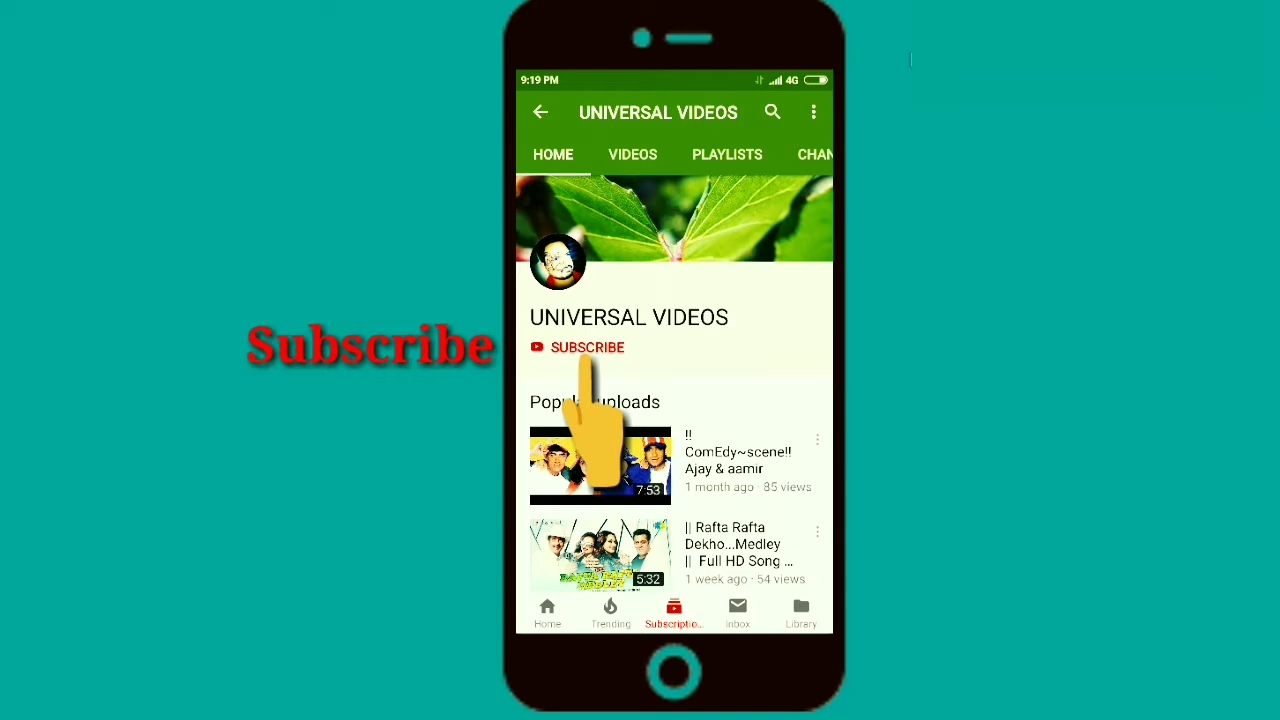 9:19 PM 4G
UNIVERSAL VIDEOS
HOME VIDEOS PLAYLISTS CHAN
UNIVERSAL VIDEOS
Subscribe
SUBSCRIBE
uploads
!!
ComEdy~scene!!
Ajay & aamir
1 month ago · 85 views
7:53
|| Rafta Rafta
Dekho...Medley
|| Full HD Song ...
1 week ago · 54 views
5:32
Home Trending Subscriptio... Inbox Library